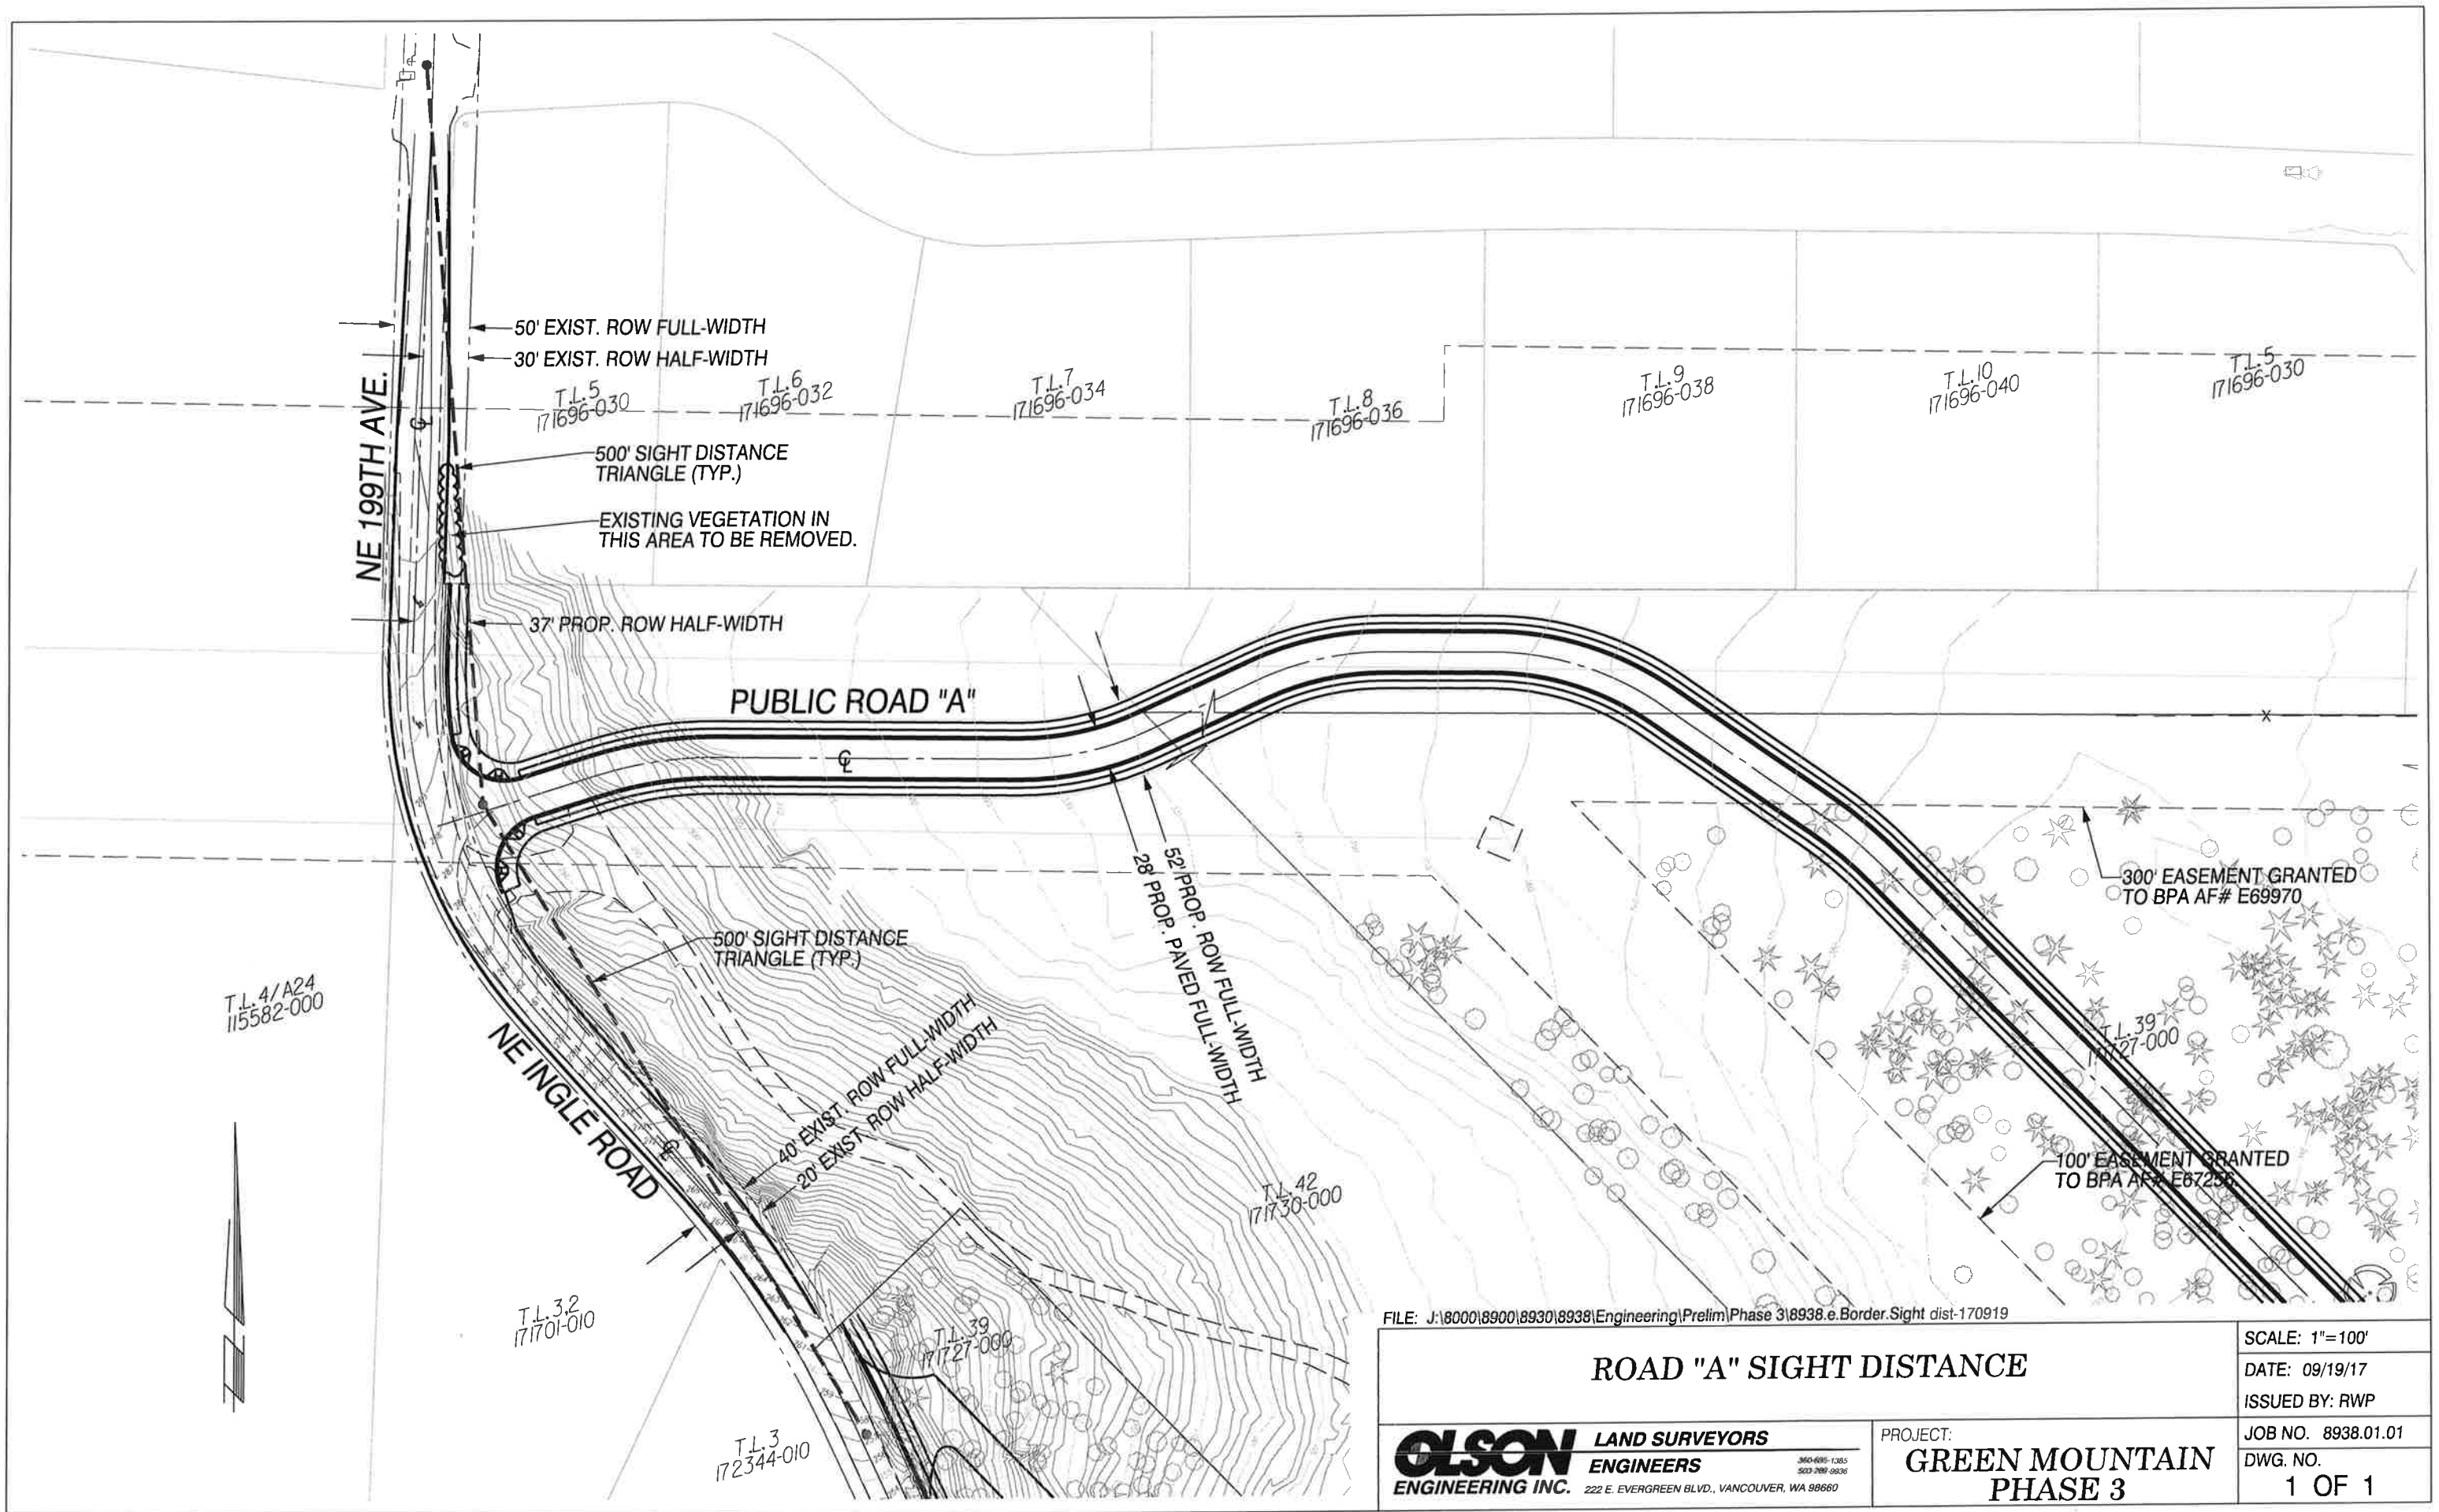 50' EXIST. ROW FULL-WIDTH
30' EXIST. ROW HALF-WIDTH
NE 199TH AVE.
T.L.5
171696-030
T.L.6
171696-032
T.L.7
171696-034
T.L.8
171696-036
T.L.9
171696-038
T.L.10
171696-040
T.L.5
171696-030
500' SIGHT DISTANCE
TRIANGLE (TYP.)
EXISTING VEGETATION IN
THIS AREA TO BE REMOVED.
37' PROP. ROW HALF-WIDTH
PUBLIC ROAD "A"
52' PROP. ROW FULL-WIDTH
28' PROP. PAVED FULL-WIDTH
300' EASEMENT GRANTED
TO BPA AF# E69970
500' SIGHT DISTANCE
TRIANGLE (TYP.)
T.L.4/A24
115582-000
NE INGLE ROAD
40' EXIST. ROW FULL-WIDTH
20' EXIST. ROW HALF-WIDTH
T.L.39
171727-000
100' EASEMENT GRANTED
TO BPA AF#
T.L.42
171730-000
T.L.3,2
171701-010
T.L.39
171727-000
T.L.3
172344-010
FILE: J:\8000\8900\8930\8938\Engineering\Prelim\Phase 3\8938.e.Border.Sight dist-170919
ROAD "A" SIGHT DISTANCE
SCALE: 1"=100'
DATE: 09/19/17
ISSUED BY: RWP
OLSON
ENGINEERING INC.
LAND SURVEYORS
ENGINEERS
222 E. EVERGREEN BLVD., VANCOUVER, WA 98660
PROJECT:
GREEN MOUNTAIN
PHASE 3
JOB NO. 8938.01.01
DWG. NO.
1 OF 1